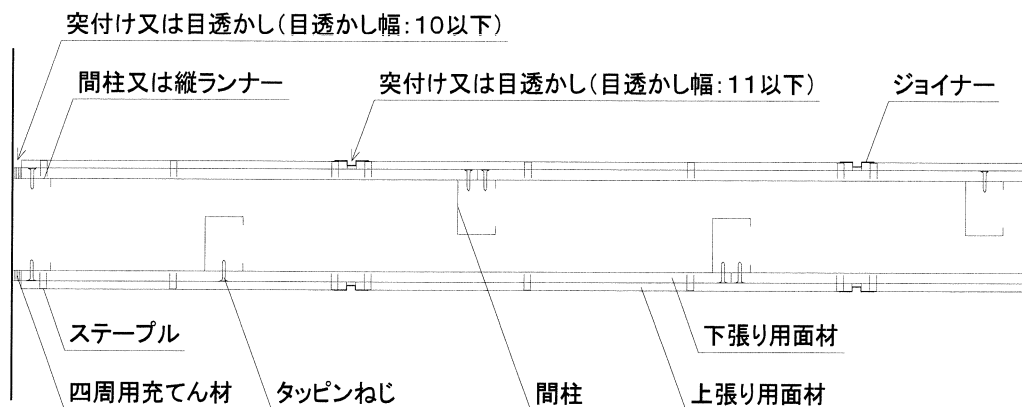 突付け又は目透かし(目透かし幅:10以下)
間柱又は縦ランナー
突付け又は目透かし(目透かし幅:11以下)
ジョイナー
ステープル
下張り用面材
四周用充てん材
タッピンねじ
間柱
上張り用面材